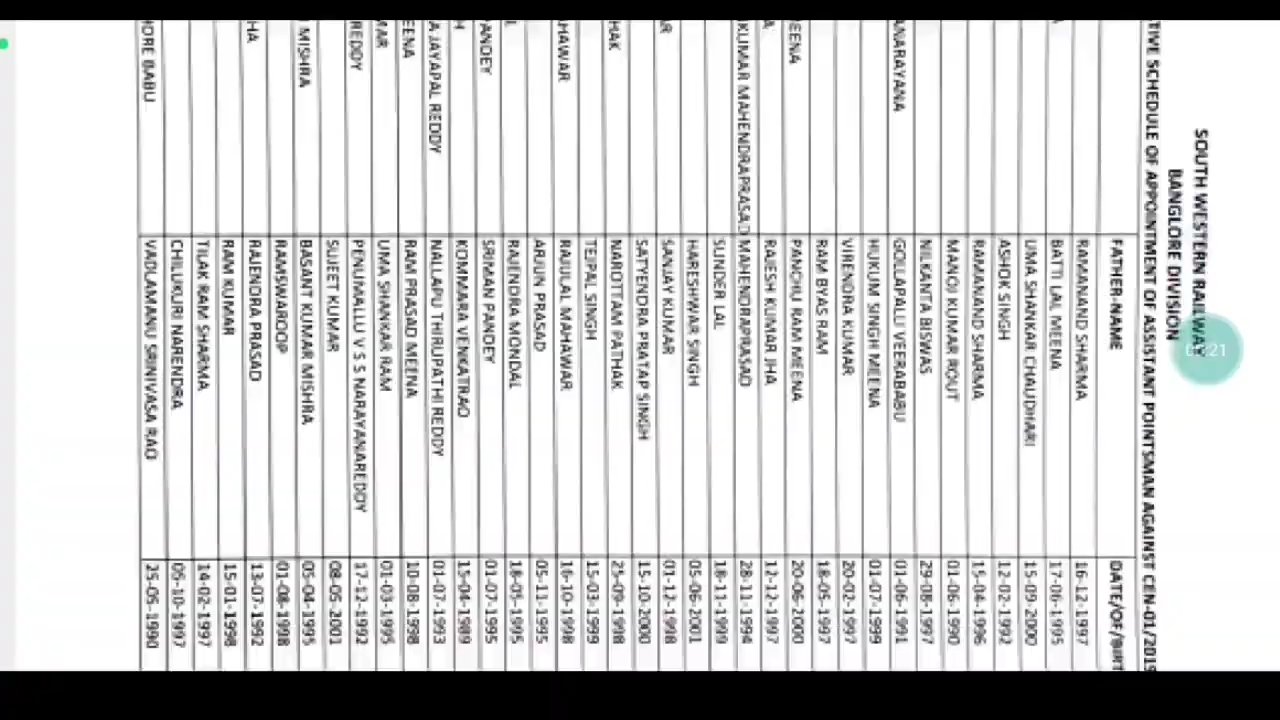 SOUTH WESTERN RAILWAY
BANGLORE DIVISION
TIVE SCHEDULE OF APPOINTMENT OF ASSISTANT POINTSMAN AGAINST CEN-01/2019
FATHER-NAME DATE/OF/BIRT
RAMANAND SHARMA 16-12-1997
A BATTI LAL MEENA 17-06-1995
UMA SHANKAR CHAUDHARI 15-09-2000
ASHOK SINGH 12-02-1992
RAMANAND SHARMA 15-04-1996
MANOJ KUMAR ROUT 01-06-1990
NILKANTA BISWAS 29-08-1997
ANARAYANA GOLLAPALLI VEERABABU 01-06-1991
HUKUM SINGH MEENA 01-07-1999
VIRENDRA KUMAR 20-02-1997
RAM BYAS RAM 18-05-1997
EENA PANCHU RAM MEENA 20-06-2000
A RAJESH KUMAR JHA 12-12-1997
KUMAR MAHENDRAPRASAD MAHENDRAPRASAD 28-11-1994
SUNDER LAL 18-11-1999
HARESHWAR SINGH 05-06-2001
AR SANJAY KUMAR 01-12-1998
SATYENDRA PRATAP SINGH 15-10-2000
HAK NAROTTAM PATHAK 25-09-1998
TEJPAL SINGH 15-03-1999
HAWAR RAJULAL MAHAWAR 16-10-1998
ARJUN PRASAD 05-11-1995
L RAJENDRA MONDAL 18-05-1995
ANDEY SRIMAN PANDEY 01-07-1995
H KOMMARA VENKATRAO 15-04-1989
A JAYAPAL REDDY NALLAPU THIRUPATHI REDDY 01-07-1993
EENA RAM PRASAD MEENA 10-08-1998
MAR UMA SHANKAR RAM 01-03-1995
REDDY PENUMALLU V S S NARAYANAREDDY 17-12-1992
SUJEET KUMAR 08-05-2001
MISHRA BASANT KUMAR MISHRA 05-04-1995
RAMSWAROOP 01-08-1998
HA RAJENDRA PRASAD 13-07-1992
RAM KUMAR 15-01-1998
TILAK RAM SHARMA 14-02-1997
CHILUKURI NARENDRA 05-10-1997
ORE BABU VADLAMANU SRINIVASA RAO 25-05-1990